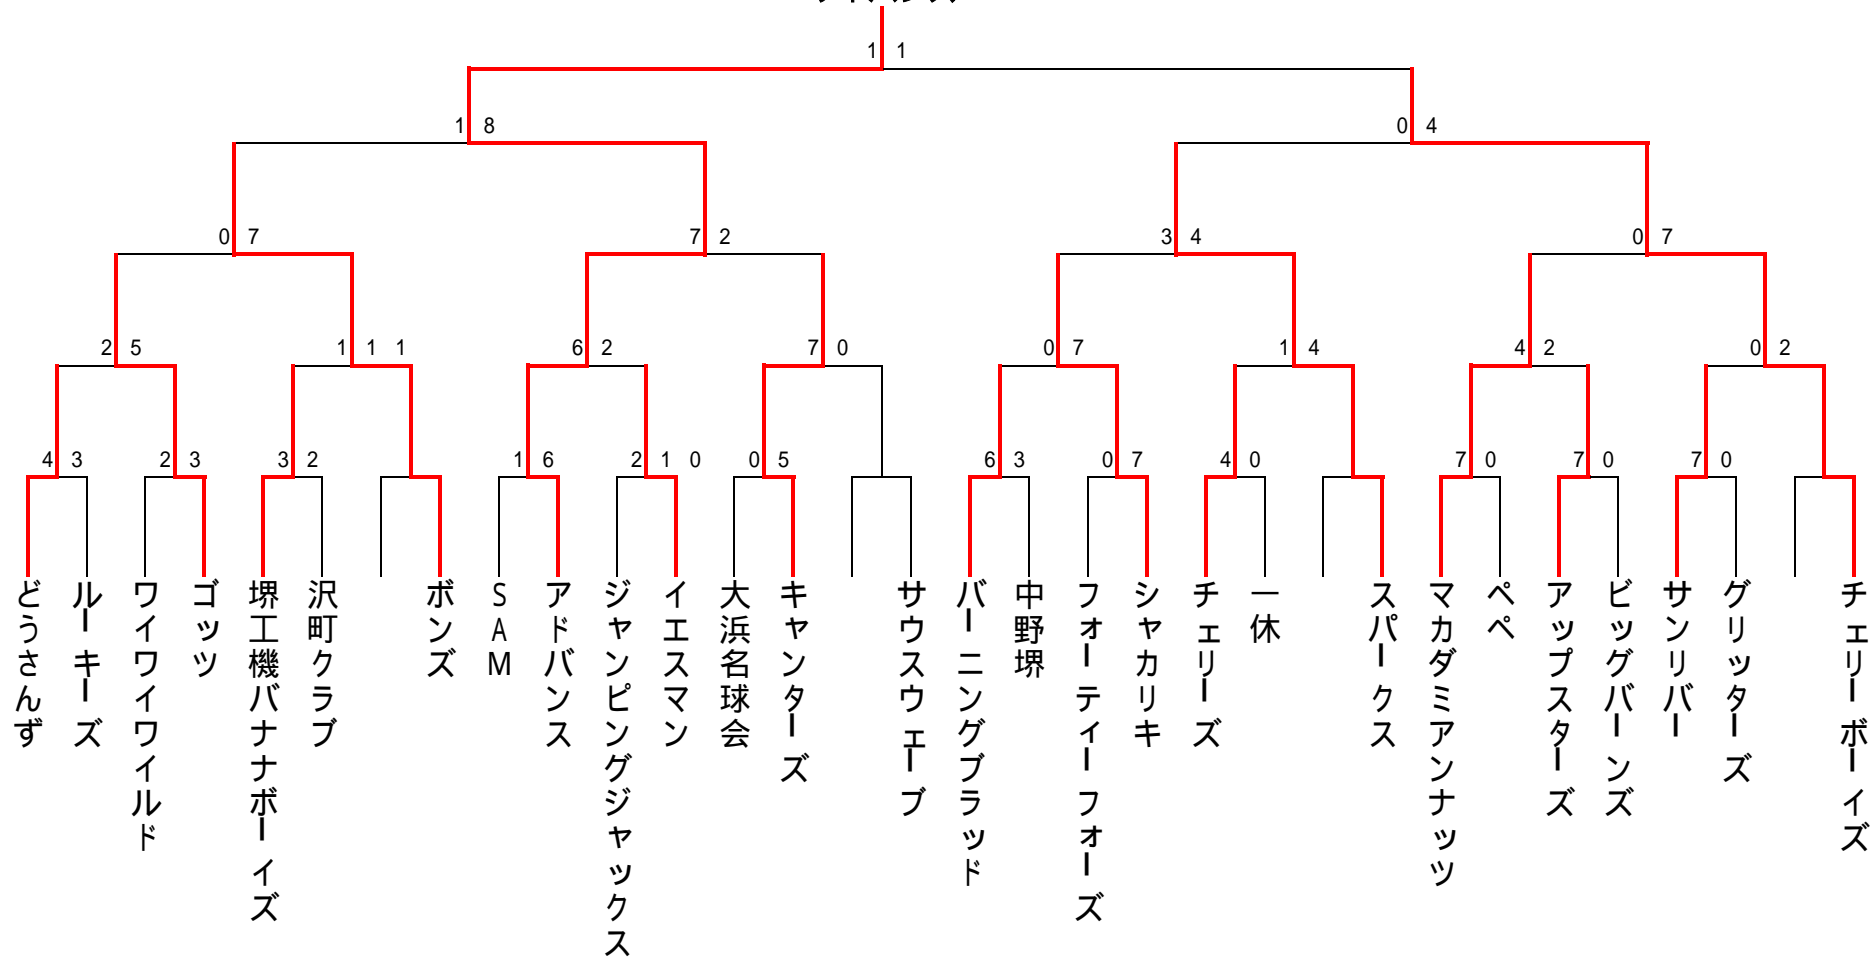 1 1
1 8
0 4
0 7
7 2
3 4
0 7
2 5
1 1 1
6 2
7 0
0 7
1 4
4 2
0 2
4 3
2 3
3 2
1 6
2 1 0
0 5
6 3
0 7
4 0
7 0
7 0
7 0
どうさんず
ルーキーズ
ワイワイワイルド
ゴッツ
堺工機バナナボーイズ
沢町クラブ
ボンズ
SAM
アドバンス
ジャンピングジャックス
イエスマン
大浜名球会
キャンターズ
サウスウェーブ
バーニングブラッド
中野堺
フォーティーフォーズ
シャカリキ
チェリーズ
一休
スパークス
マカダミアンナッツ
ペペ
アップスターズ
ビッグバーンズ
サンリバー
グリッターズ
チェリーボーイズ